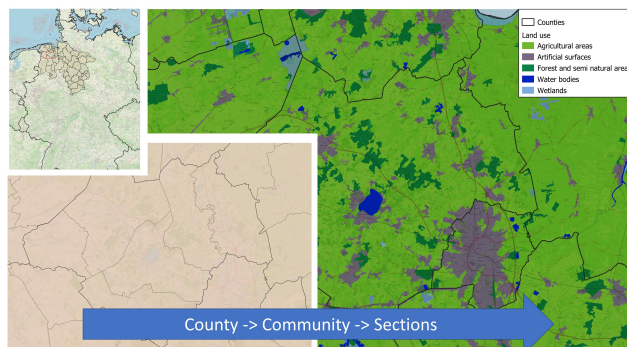 Counties
Land use
Agricultural areas
Artificial surfaces
Forest and semi natural area
Water bodies
Wetlands
County -> Community -> Sections